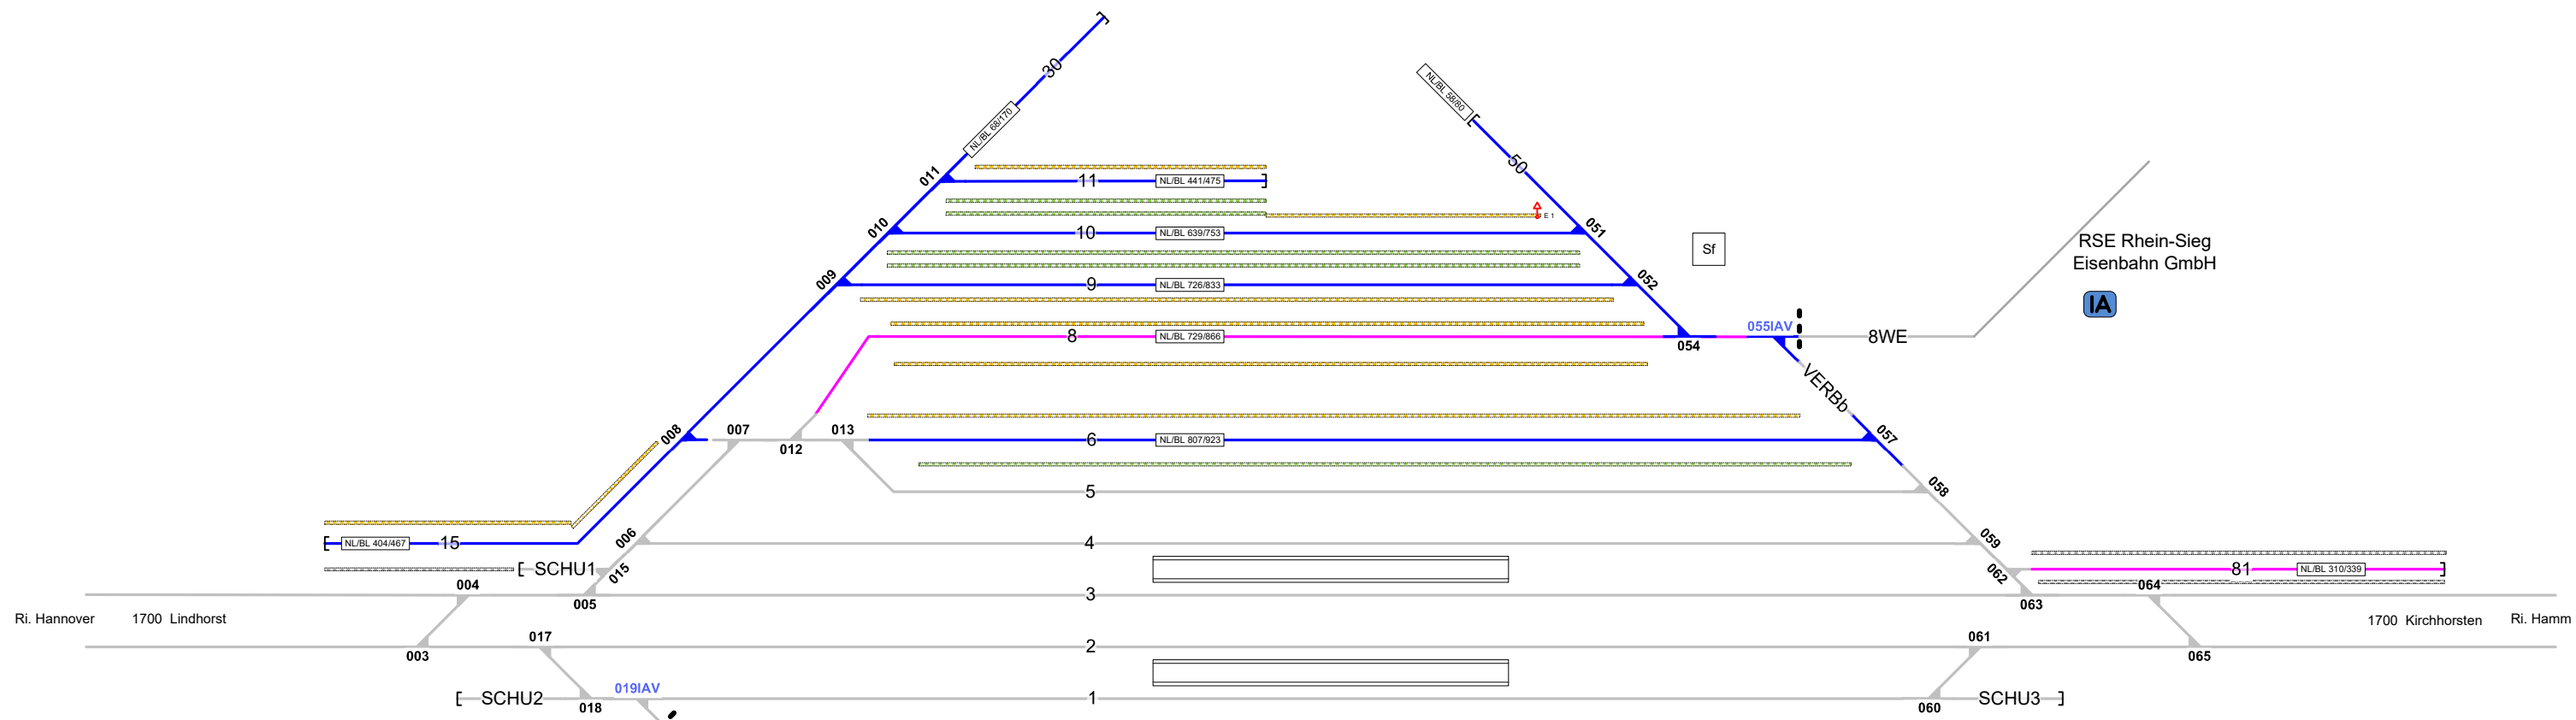 30
NL/BL 68/170
NL/BL 58/80
50
011
11
NL/BL 441/475
E 1
010
10
NL/BL 639/753
051
Sf
RSE Rhein-Sieg
Eisenbahn GmbH
IA
009
9
NL/BL 726/833
052
8
NL/BL 729/866
054
055IAV
8WE
VERBb
008
007
012
013
6
NL/BL 807/923
057
5
058
NL/BL 404/467
15
006
4
059
SCHU1
015
062
81
NL/BL 310/339
004
005
3
063
064
Ri. Hannover
1700 Lindhorst
1700 Kirchhorsten
Ri. Hamm
003
017
2
061
065
SCHU2
018
019IAV
1
060
SCHU3